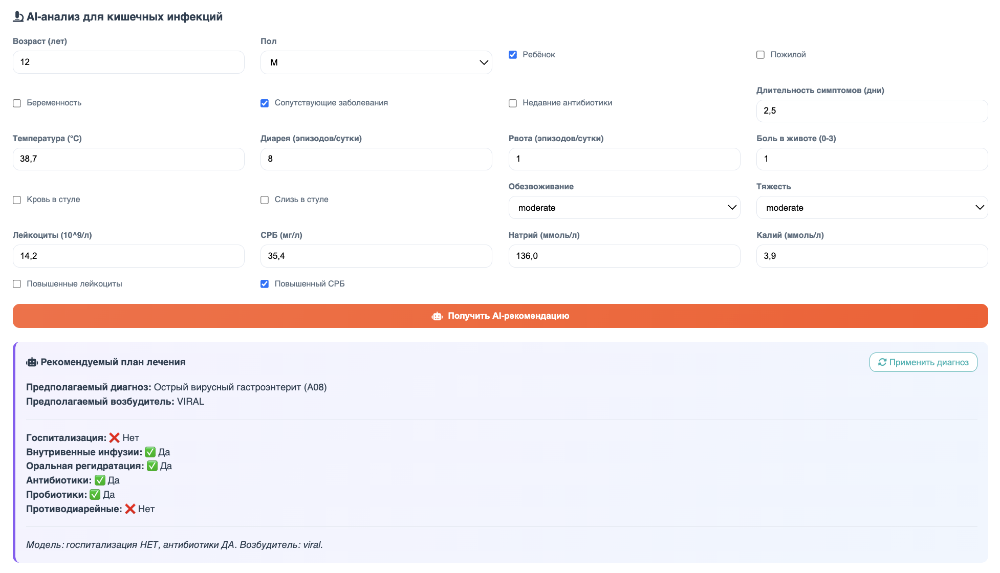 AI-анализ для кишечных инфекций
Возраст (лет)
Пол
12
М
Ребёнок
Пожилой
Беременность
Сопутствующие заболевания
Недавние антибиотики
Длительность симптомов (дни)
2,5
Температура (°C)
Диарея (эпизодов/сутки)
Рвота (эпизодов/сутки)
Боль в животе (0-3)
38,7
8
1
1
Кровь в стуле
Слизь в стуле
Обезвоживание
Тяжесть
moderate
moderate
Лейкоциты (10^9/л)
СРБ (мг/л)
Натрий (ммоль/л)
Калий (ммоль/л)
14,2
35,4
136,0
3,9
Повышенные лейкоциты
Повышенный СРБ
Получить AI-рекомендацию
Рекомендуемый план лечения
Применить диагноз
Предполагаемый диагноз: Острый вирусный гастроэнтерит (A08)
Предполагаемый возбудитель: VIRAL
Госпитализация: ❌ Нет
Внутривенные инфузии: ✅ Да
Оральная регидратация: ✅ Да
Антибиотики: ✅ Да
Пробиотики: ✅ Да
Противодиарейные: ❌ Нет
Модель: госпитализация НЕТ, антибиотики ДА. Возбудитель: viral.